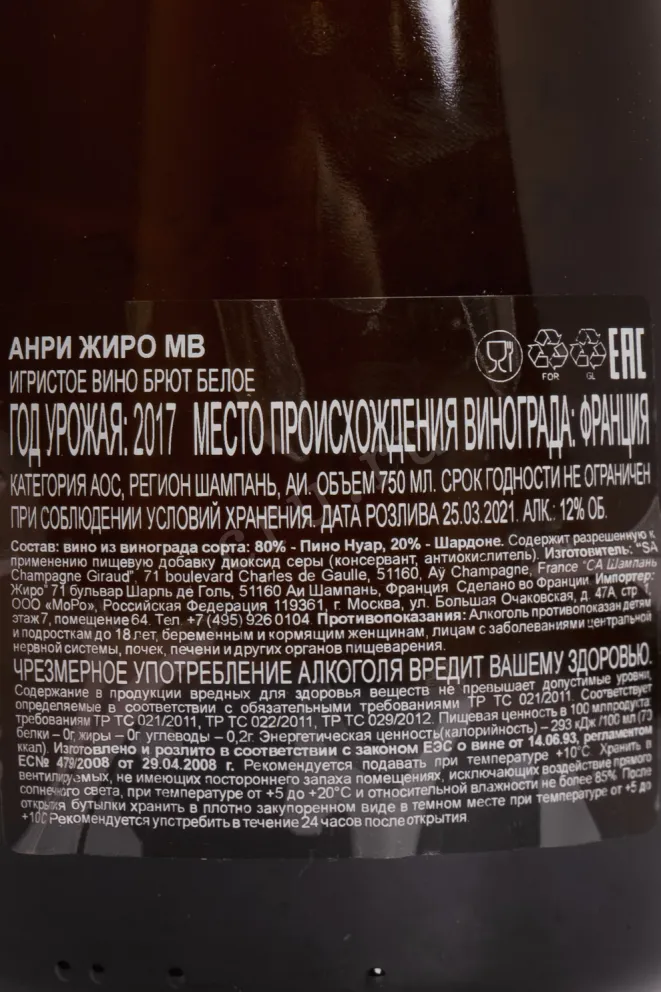 АНРИ ЖИРО МВ
ИГРИСТОЕ ВИНО БРЮТ БЕЛОЕ
FOR
GL
EAC
ГОД УРОЖАЯ: 2017 МЕСТО ПРОИСХОЖДЕНИЯ ВИНОГРАДА: ФРАНЦИЯ
КАТЕГОРИЯ АОС, РЕГИОН ШАМПАНЬ, АИ. ОБЪЕМ 750 МЛ. СРОК ГОДНОСТИ НЕ ОГРАНИЧЕН
ПРИ СОБЛЮДЕНИИ УСЛОВИЙ ХРАНЕНИЯ. ДАТА РОЗЛИВА 25.03.2021. АЛК.: 12% ОБ.
Состав: вино из винограда сорта: 80% - Пино Нуар, 20% - Шардоне. Содержит разрешенную к
применению пищевую добавку диоксид серы (консервант, антиокислитель). Изготовитель: "SA
Champagne Giraud", 71 boulevard Charles de Gaulle, 51160, Aÿ Champagne, France "СА Шампань
Жиро" 71 бульвар Шарль де Голь, 51160 Аи Шампань, Франция Сделано во Франции. Импортер:
ООО «МоРо», Российская Федерация 119361, г. Москва, ул. Большая Очаковская, д. 47А, стр. 1,
этаж 7, помещение 64. Тел. +7 (495) 926 0104. Противопоказания: Алкоголь противопоказан детям
и подросткам до 18 лет, беременным и кормящим женщинам, лицам с заболеваниями центральной
нервной системы, почек, печени и других органов пищеварения.
ЧРЕЗМЕРНОЕ УПОТРЕБЛЕНИЕ АЛКОГОЛЯ ВРЕДИТ ВАШЕМУ ЗДОРОВЬЮ.
Содержание в продукции вредных для здоровья веществ не превышает допустимые уровни,
определяемые в соответствии с обязательными требованиями ТР ТС 021/2011. Соответствует
требованиям ТР ТС 021/2011, ТР ТС 022/2011, ТР ТС 029/2012. Пищевая ценность в 100 мл продукта:
белки – 0г, жиры – 0г углеводы – 0,2г. Энергетическая ценность(калорийность) – 293 кДж /100 мл (70
ккал). Изготовлено и розлито в соответствии с законом ЕЭС о вине от 14.06.93, регламентом
ЕС№ 479/2008 от 29.04.2008 г. Рекомендуется подавать при температуре +10°С. Хранить в
вентилируемых, не имеющих постороннего запаха помещениях, исключающих воздействие прямого
солнечного света, при температуре от +5 до +20°С и относительной влажности не более 85%. После
открытия бутылки хранить в плотно закупоренном виде в темном месте при температуре от +5 до
+10С Рекомендуется употребить в течение 24 часов после открытия.